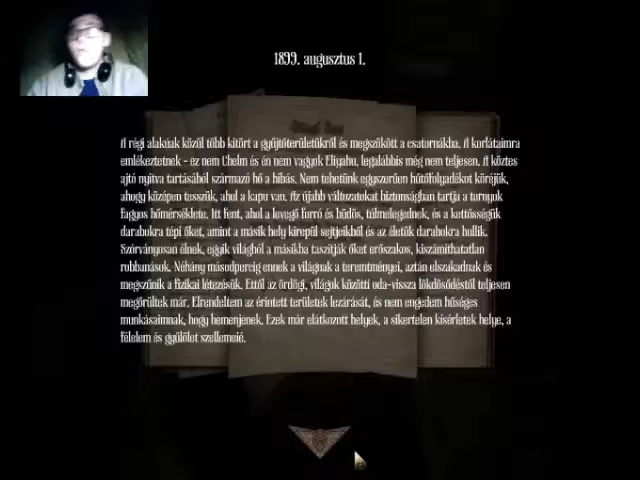 1899. augusztus 1.
A régi alakúak közül több kitört a gyűjtőterületükről és megszökött a csatornákba. A korlátaimra
emlékeztetnek - ez nem Chelm és én nem vagyok Eliyahu, legalábbis még nem teljesen. A köztes
ajtó nyitva tartásából származó hő a hibás. Nem tehetünk egyszerűen hűtőfolyadékot köréjük,
ahogy középen tesszük, ahol a kapu van. Az újabb változatokat biztonságban tartja a tornyok
fagyos hőmérséklete. Itt fent, ahol a levegő forró és bűzös, túlmelegednek, és a kettősségük
darabokra tépi őket, amint a másik hely kirepül sejtjeikből és az életük darabokra hullik.
Szórványosan élnek, egyik világból a másikba taszítják őket erőszakos, kiszámíthatatlan
robbanások. Néhány másodpercig ennek a világnak a teremtményei, aztán elszakadnak és
megszűnik a fizikai létezésük. Ettől az ördögi, világok közötti oda-vissza lökdösődéstől teljesen
megőrültek már. Elrendeltem az érintett területek lezárását, és nem engedem hűséges
munkásaimnak, hogy bemenjenek. Ezek már elátkozott helyek, a sikertelen kísérletek helye, a
félelem és gyűlölet szellemeié.